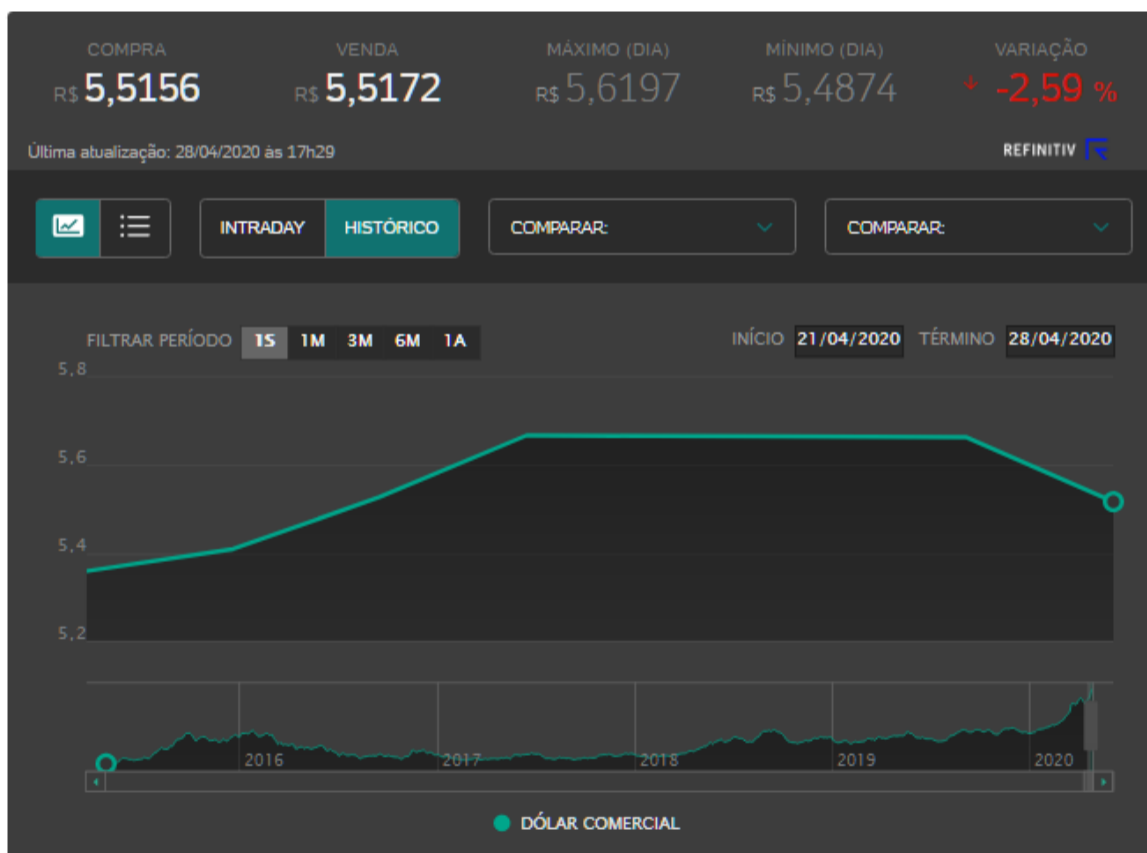 COMPRA VENDA MÁXIMO (DIA) MÍNIMO (DIA) VARIAÇÃO
R$ 5,5156 R$ 5,5172 R$ 5,6197 R$ 5,4874 -2,59 %
Última atualização: 28/04/2020 às 17h29 REFINITIV
INTRADAY HISTÓRICO COMPARAR: COMPARAR:
FILTRAR PERÍODO 1S 1M 3M 6M 1A INÍCIO 21/04/2020 TÉRMINO 28/04/2020
5,8
5,6
5,4
5,2
2016 2017 2018 2019 2020
DÓLAR COMERCIAL